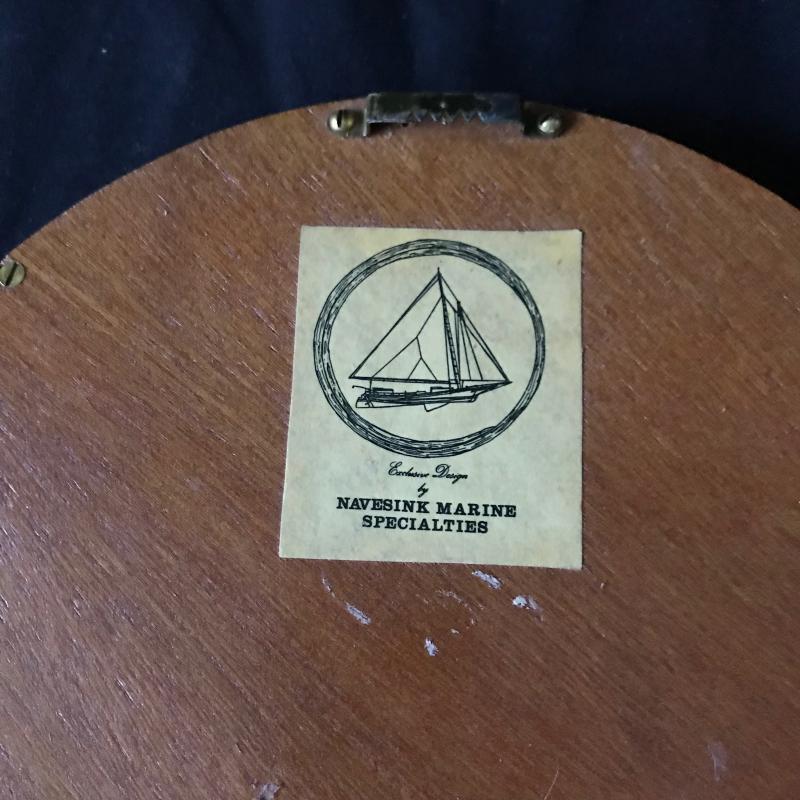 Exclusive Design
by
NAVESINK MARINE
SPECIALTIES